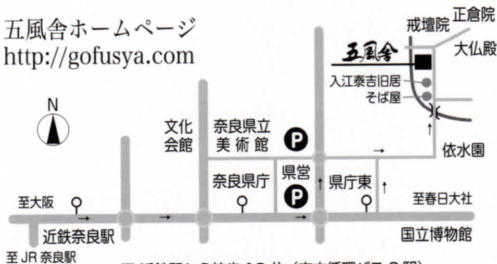 五風舎ホームページ
http://gofusya.com
戒壇院
正倉院
大仏殿
五風舎
入江泰吉旧居
そば屋
N
文化
会館
奈良県立
美術館
P
依水園
奈良県庁
県営
P
県庁東
至大阪
至春日大社
近鉄奈良駅
国立博物館
至JR奈良駅